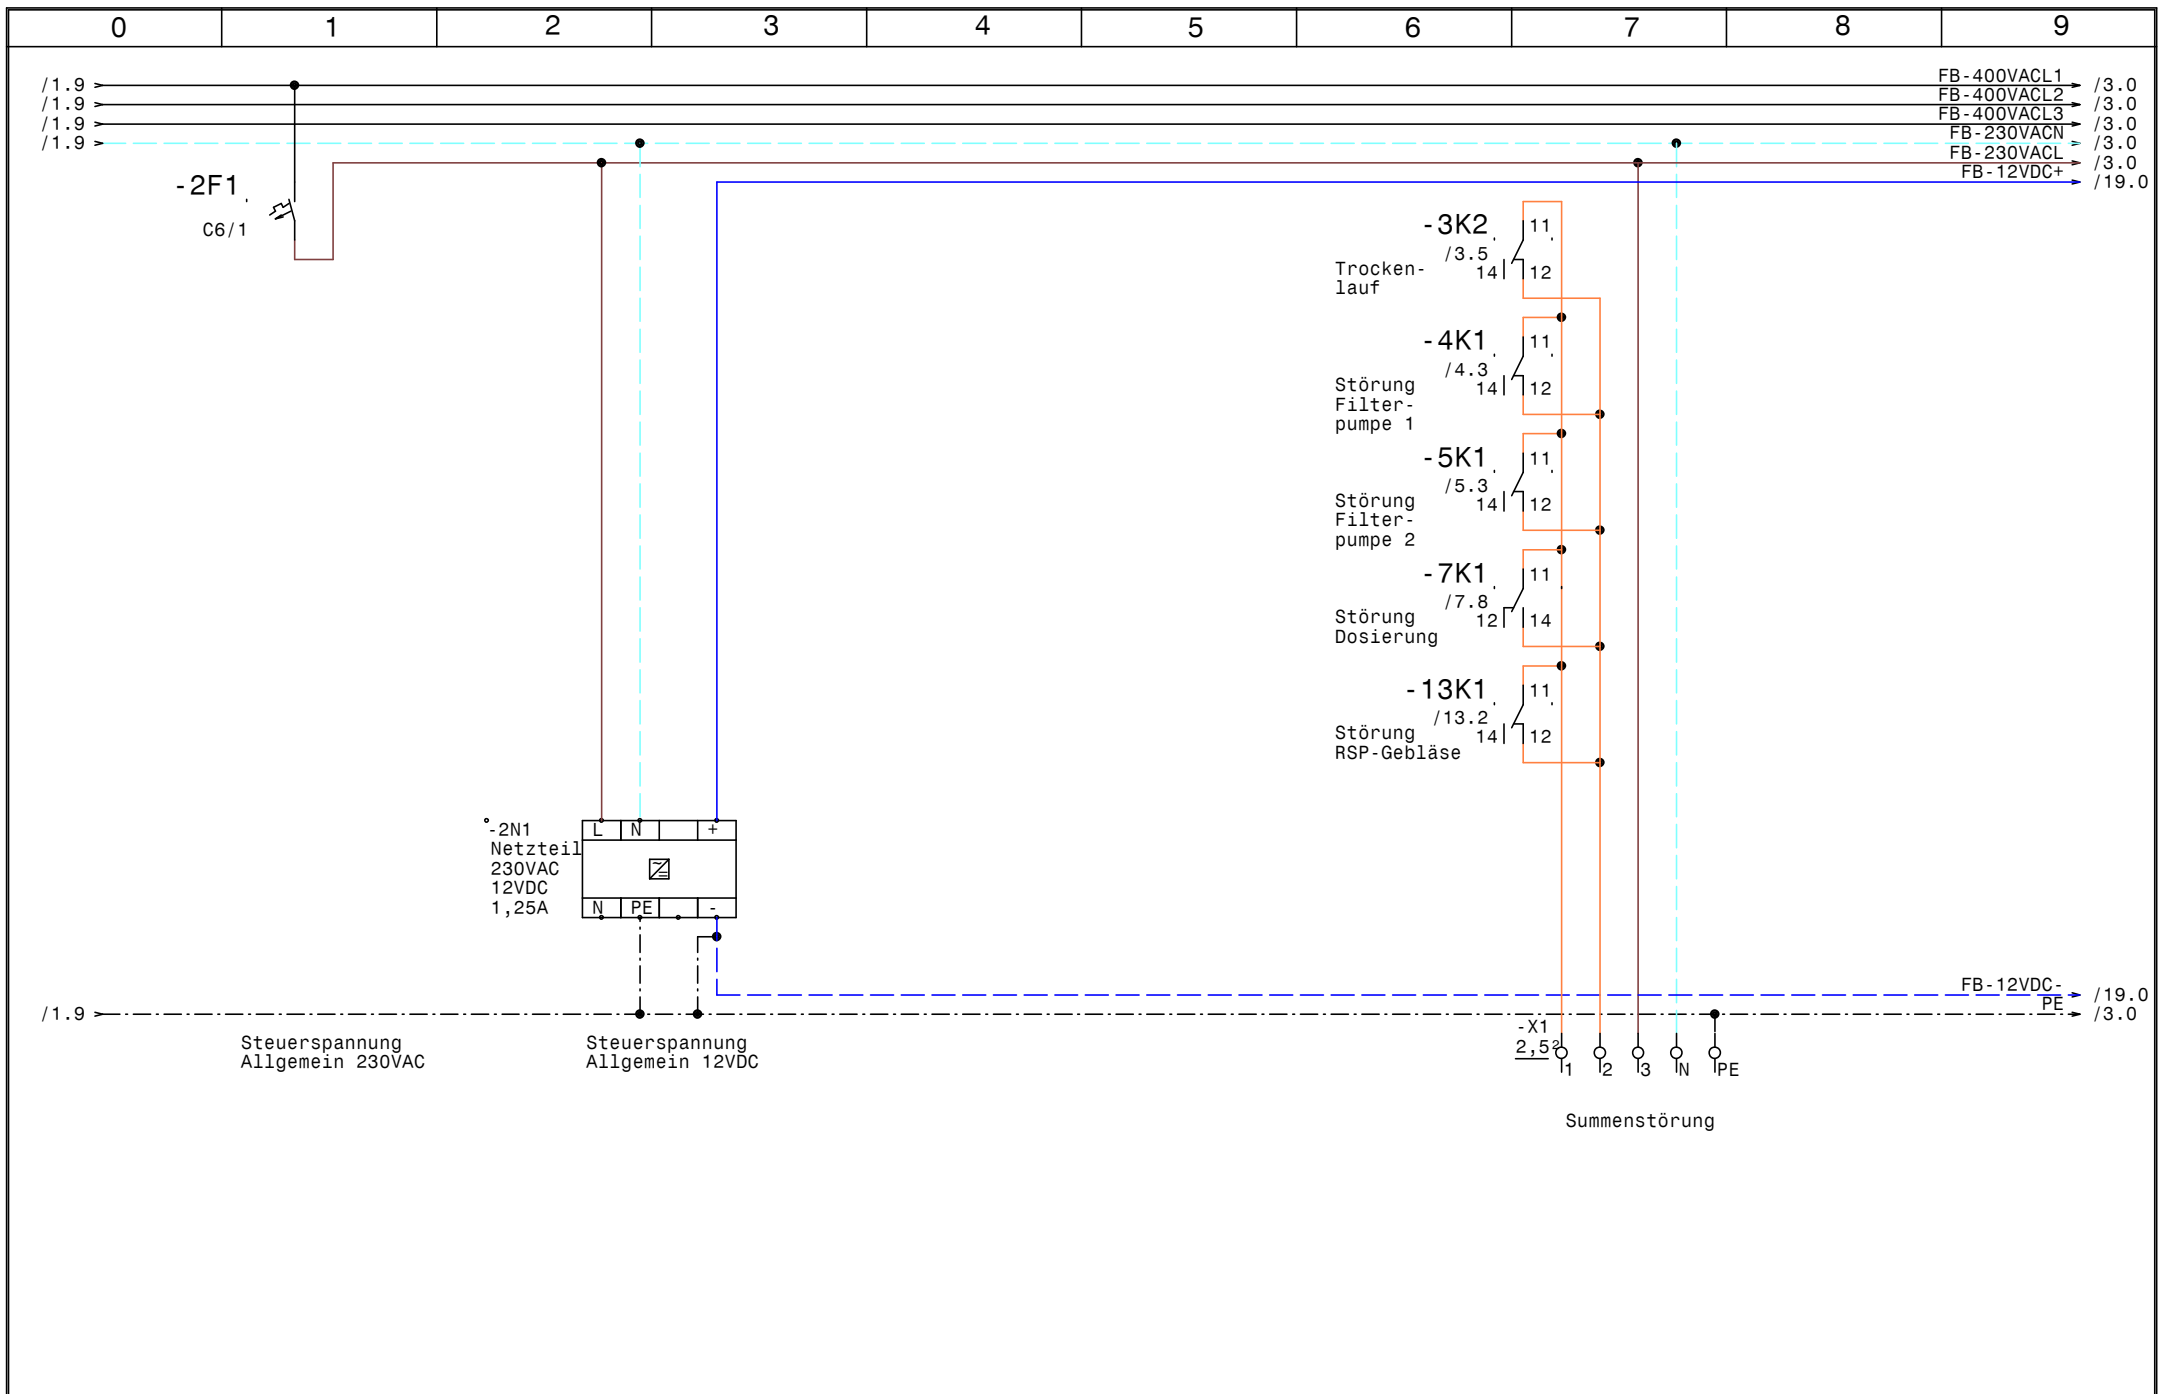 0 1 2 3 4 5 6 7 8 9
/1.9 FB-400VACL1 /3.0
/1.9 FB-400VACL2 /3.0
/1.9 FB-400VACL3 /3.0
/1.9 FB-230VACN /3.0
FB-230VACL /3.0
FB-12VDC+ /19.0
-2F1
C6/1
-3K2 11
/3.5
14 12
Trocken-
lauf
-4K1 11
/4.3
14 12
Störung
Filter-
pumpe 1
-5K1 11
/5.3
14 12
Störung
Filter-
pumpe 2
-7K1 11
/7.8
12 14
Störung
Dosierung
-13K1 11
/13.2
14 12
Störung
RSP-Gebläse
-2N1
Netzteil
230VAC
12VDC
1,25A
L N +
N PE -
FB-12VDC- /19.0
/1.9 PE /3.0
Steuerspannung
Allgemein 230VAC
Steuerspannung
Allgemein 12VDC
-X1
2,5²
1 2 3 N PE
Summenstörung